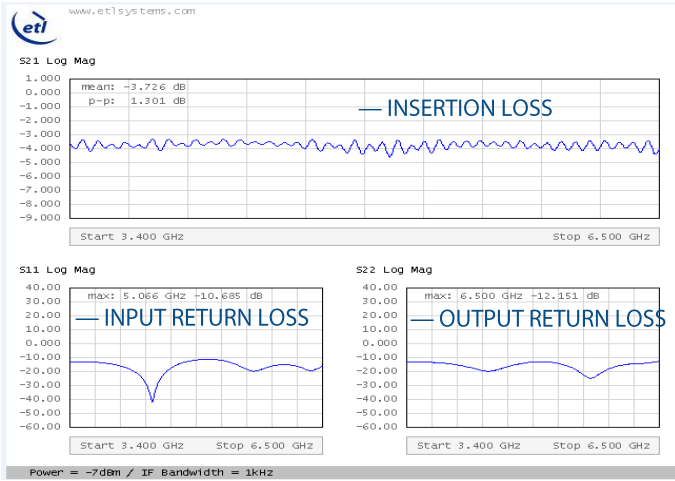 etl
www.etlsystems.com
S21 Log Mag
1.000
0.000
-1.000
-2.000
-3.000
-4.000
-5.000
-6.000
-7.000
-8.000
-9.000
mean: -3.726 dB
p-p: 1.301 dB
— INSERTION LOSS
Start 3.400 GHz Stop 6.500 GHz
S11 Log Mag
40.00
30.00
20.00
10.00
0.000
-10.00
-20.00
-30.00
-40.00
-50.00
-60.00
max: 5.066 GHz -10.685 dB
— INPUT RETURN LOSS
Start 3.400 GHz Stop 6.500 GHz
S22 Log Mag
40.00
30.00
20.00
10.00
0.000
-10.00
-20.00
-30.00
-40.00
-50.00
-60.00
max: 6.500 GHz -12.151 dB
— OUTPUT RETURN LOSS
Start 3.400 GHz Stop 6.500 GHz
Power = -7dBm / IF Bandwidth = 1kHz